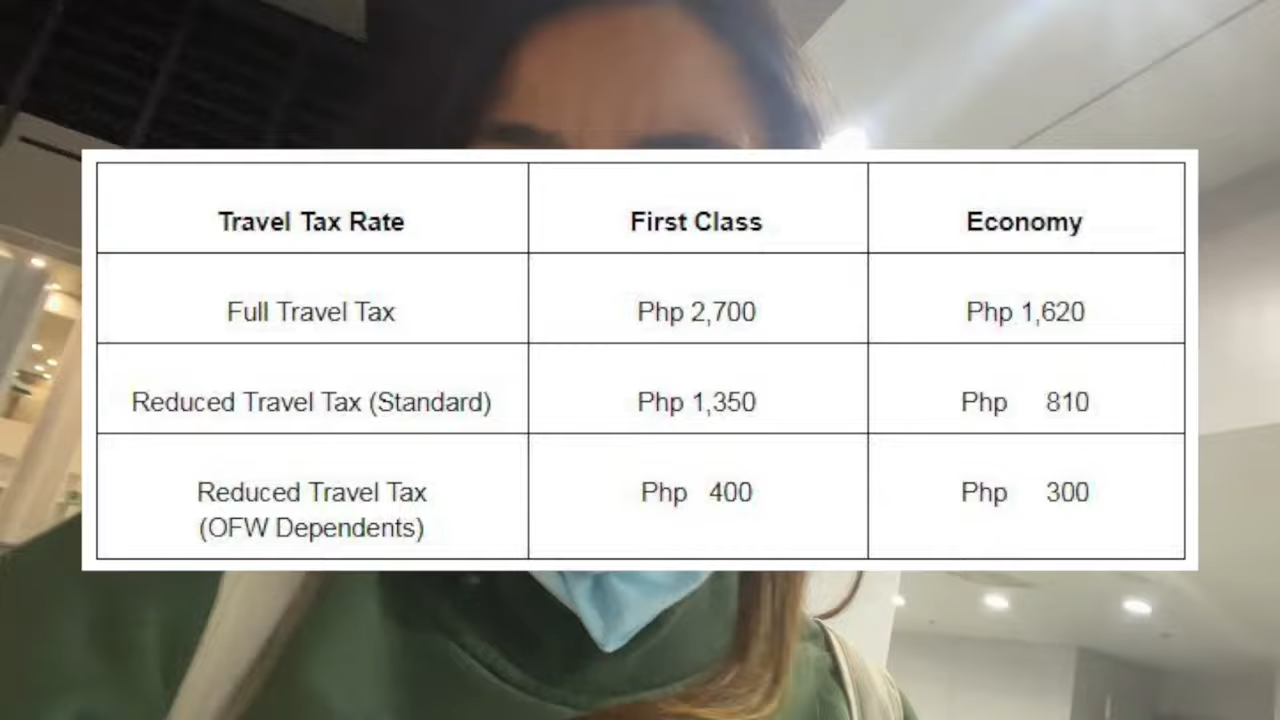 Travel Tax Rate First Class Economy
Full Travel Tax Php 2,700 Php 1,620
Reduced Travel Tax (Standard) Php 1,350 Php 810
Reduced Travel Tax Php 400 Php 300
(OFW Dependents)